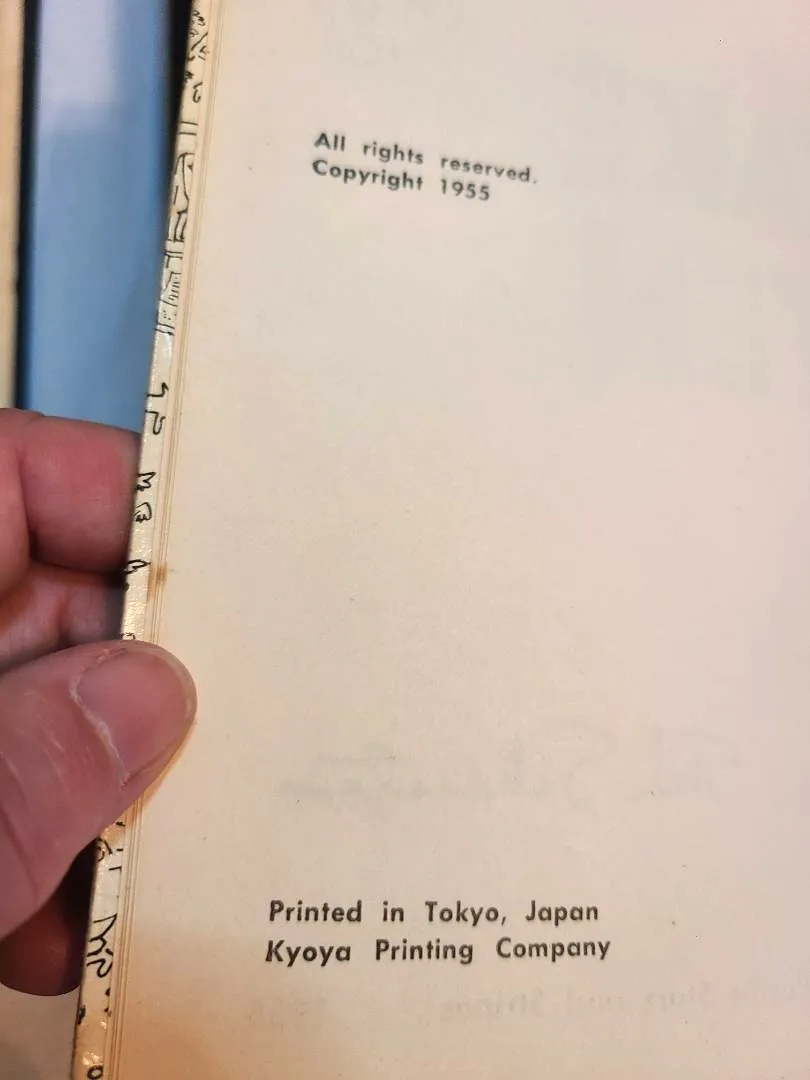 All rights reserved.
Copyright 1955
Printed in Tokyo, Japan
Kyoya Printing Company